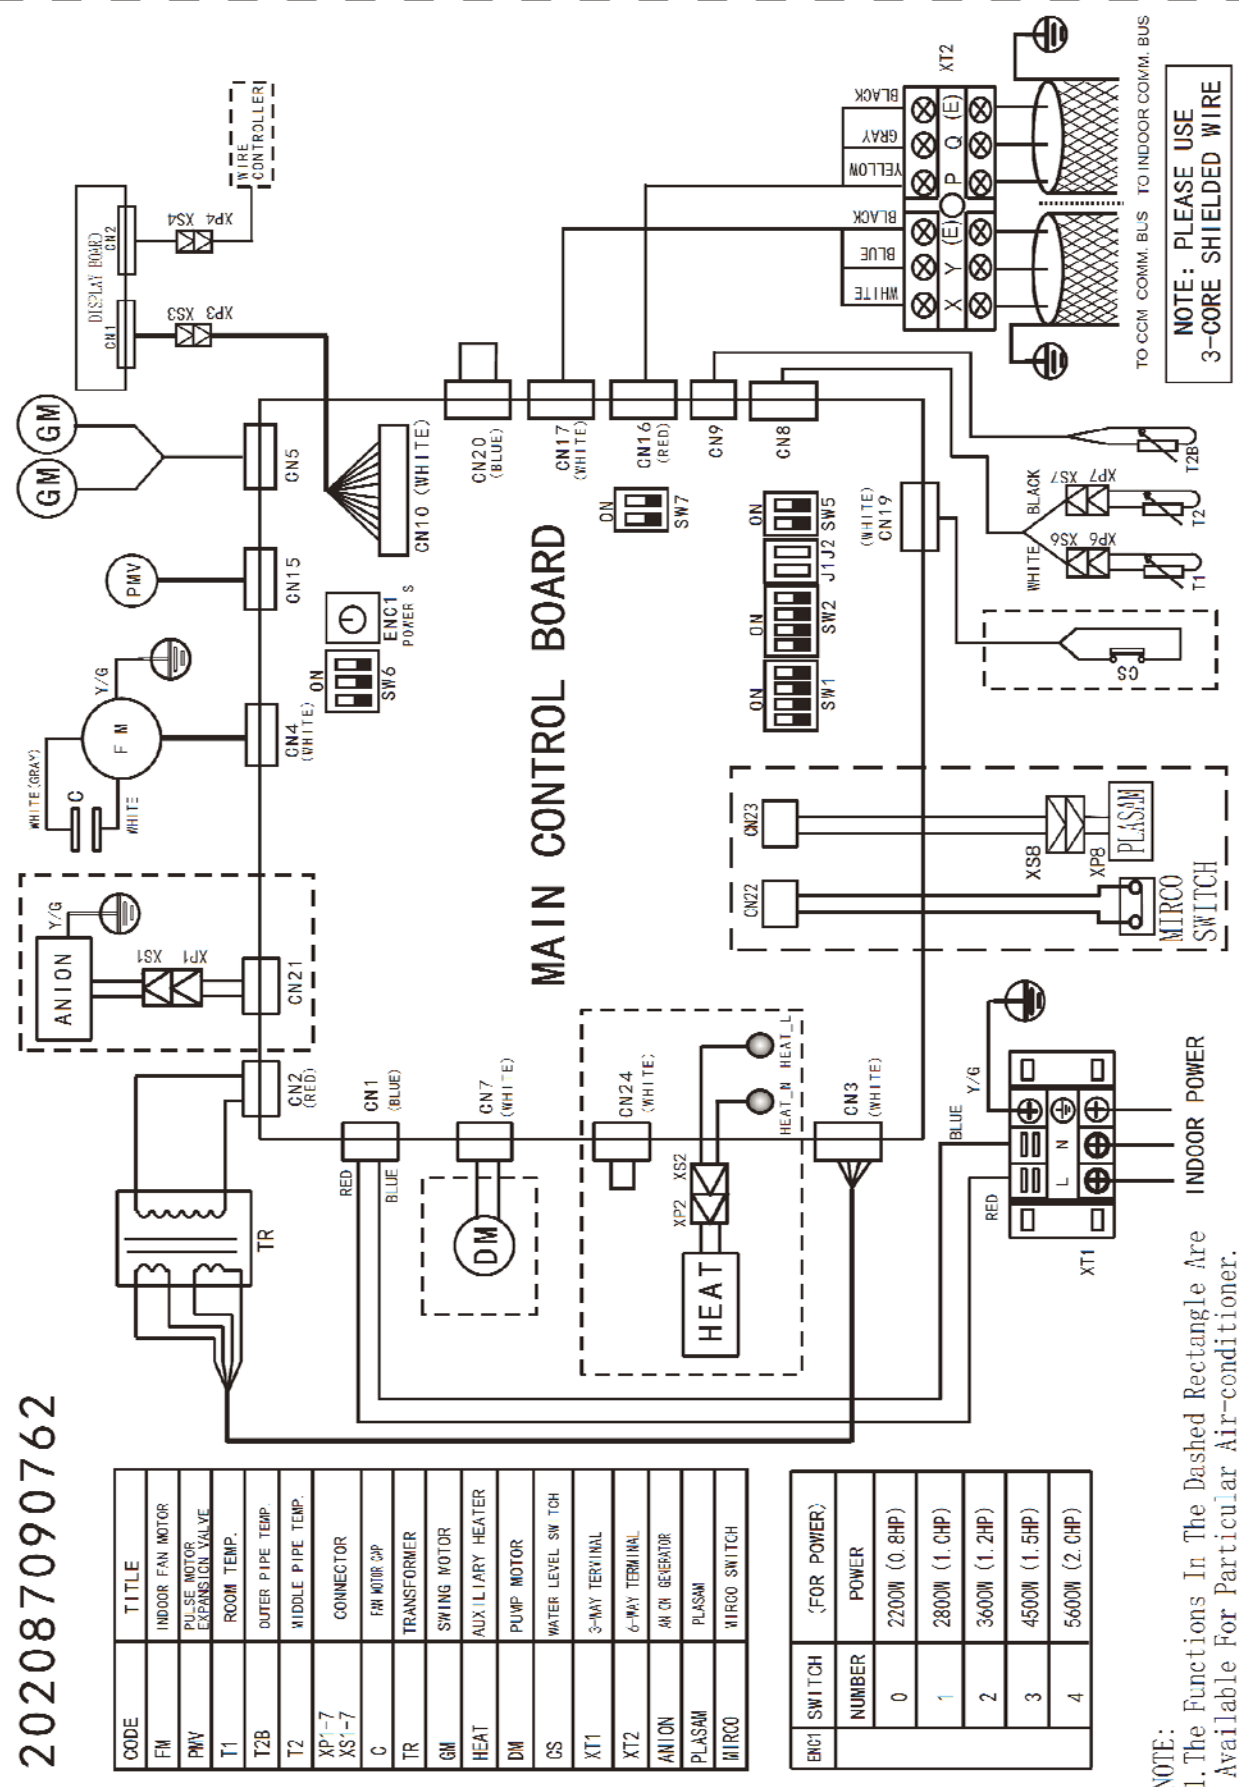 202087090762
CODE TITLE
FM INDOOR FAN MOTOR
PMV PULSE MOTOR
EXPANSION VALVE
T1 ROOM TEMP.
T2B OUTER PIPE TEMP.
T2 MIDDLE PIPE TEMP.
XP1-7
XS1-7
CONNECTOR
C FAN MOTOR CAP
TR TRANSFORMER
GM SWING MOTOR
HEAT AUXILIARY HEATER
DM PUMP MOTOR
CS WATER LEVEL SW TCH
XT1 3-WAY TERMINAL
XT2 6-WAY TERMINAL
ANION AN ON GENERATOR
PLASAM PLASAM
MIRCO MIRCO SWITCH
ENC1 SWITCH (FOR POWER)
NUMBER POWER
0 2200W (0.8HP)
1 2800W (1.CHP)
2 3600W (1.2HP)
3 4500W (1.5HP)
4 5600W (2.CHP)
NOTE:
1. The Functions In The Dashed Rectangle Are
Available For Particular Air-conditioner.
TR
CN2
(RED)
ANION
Y/G
XS1
XP1
CN21
WHITE(GRAY)
C
WHITE
F M
Y/G
CN4
(WHITE)
PMV
CN15
GM
GM
CN5
DISPLAY BOARD
CN1
CN2
XS3
XP3
XS4
XP4
WIRE
CONTROLLER
CN10 (WHITE)
ON
SW6
ENC1
POWER S
RED
BLUE
CN1
(BLUE)
DM
CN7
(WHITE)
CN24
(WHITE)
HEAT
XP2
XS2
HEAT_N
HEAT_L
CN3
(WHITE)
MAIN CONTROL BOARD
CN20
(BLUE)
CN17
(WHITE)
CN16
(RED)
CN9
CN8
ON
SW7
ON
SW1
ON
SW2
J1
J2
ON
SW5
(WHITE)
CN19
BLACK
GRAY
YELLOW
BLACK
BLUE
WHITE
X Y (E) P Q (E)
XT2
TO CCM COMM. BUS
TO INDOOR COMM. BUS
NOTE: PLEASE USE
3-CORE SHIELDED WIRE
WHITE
BLACK
XS6
XP6
XS7
XP7
T1
T2
T2B
CS
CN22
CN23
XS8
XP8
PLASAM
MIRCO
SWITCH
RED
BLUE
Y/G
L N
XT1
INDOOR POWER